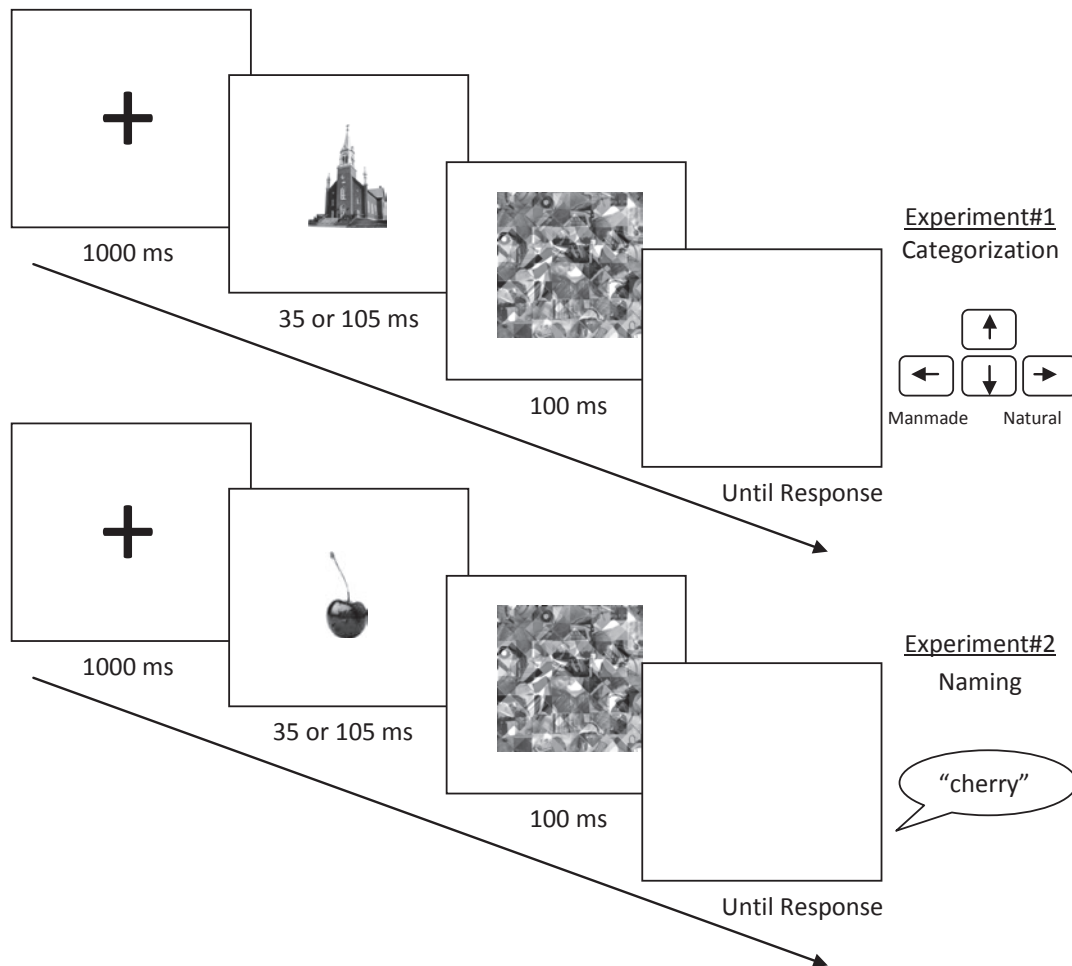 1000 ms
35 or 105 ms
100 ms
Until Response
Experiment#1
Categorization
Manmade Natural
1000 ms
35 or 105 ms
100 ms
Until Response
Experiment#2
Naming
“cherry”